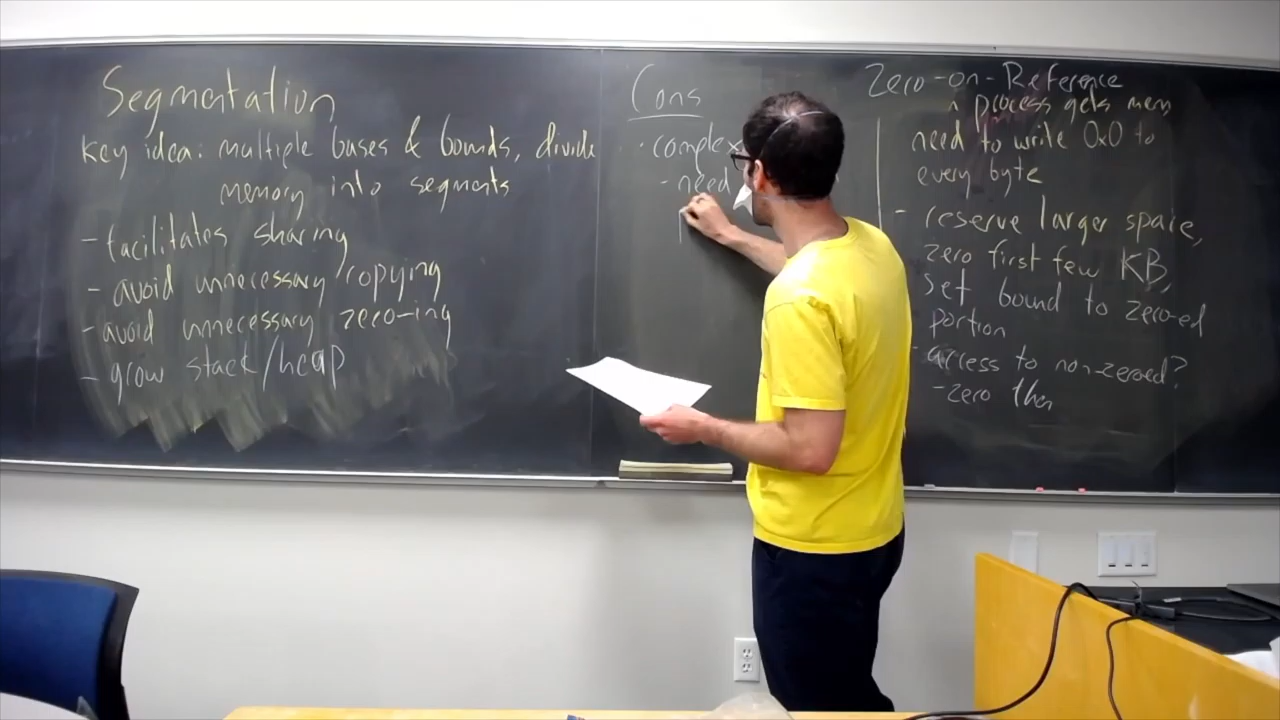 Segmentation
key idea: multiple bases & bounds, divide
memory into segments
- facilitates sharing
- avoid unnecessary copying
- avoid unnecessary zero-ing
- grow stack/heap
Cons
· complex
- need
Zero-on-Reference
process gets mem
need to write 0x0 to
every byte
- reserve larger space,
zero first few KB,
set bound to zero-ed
portion
- access to non-zeroed?
- zero then